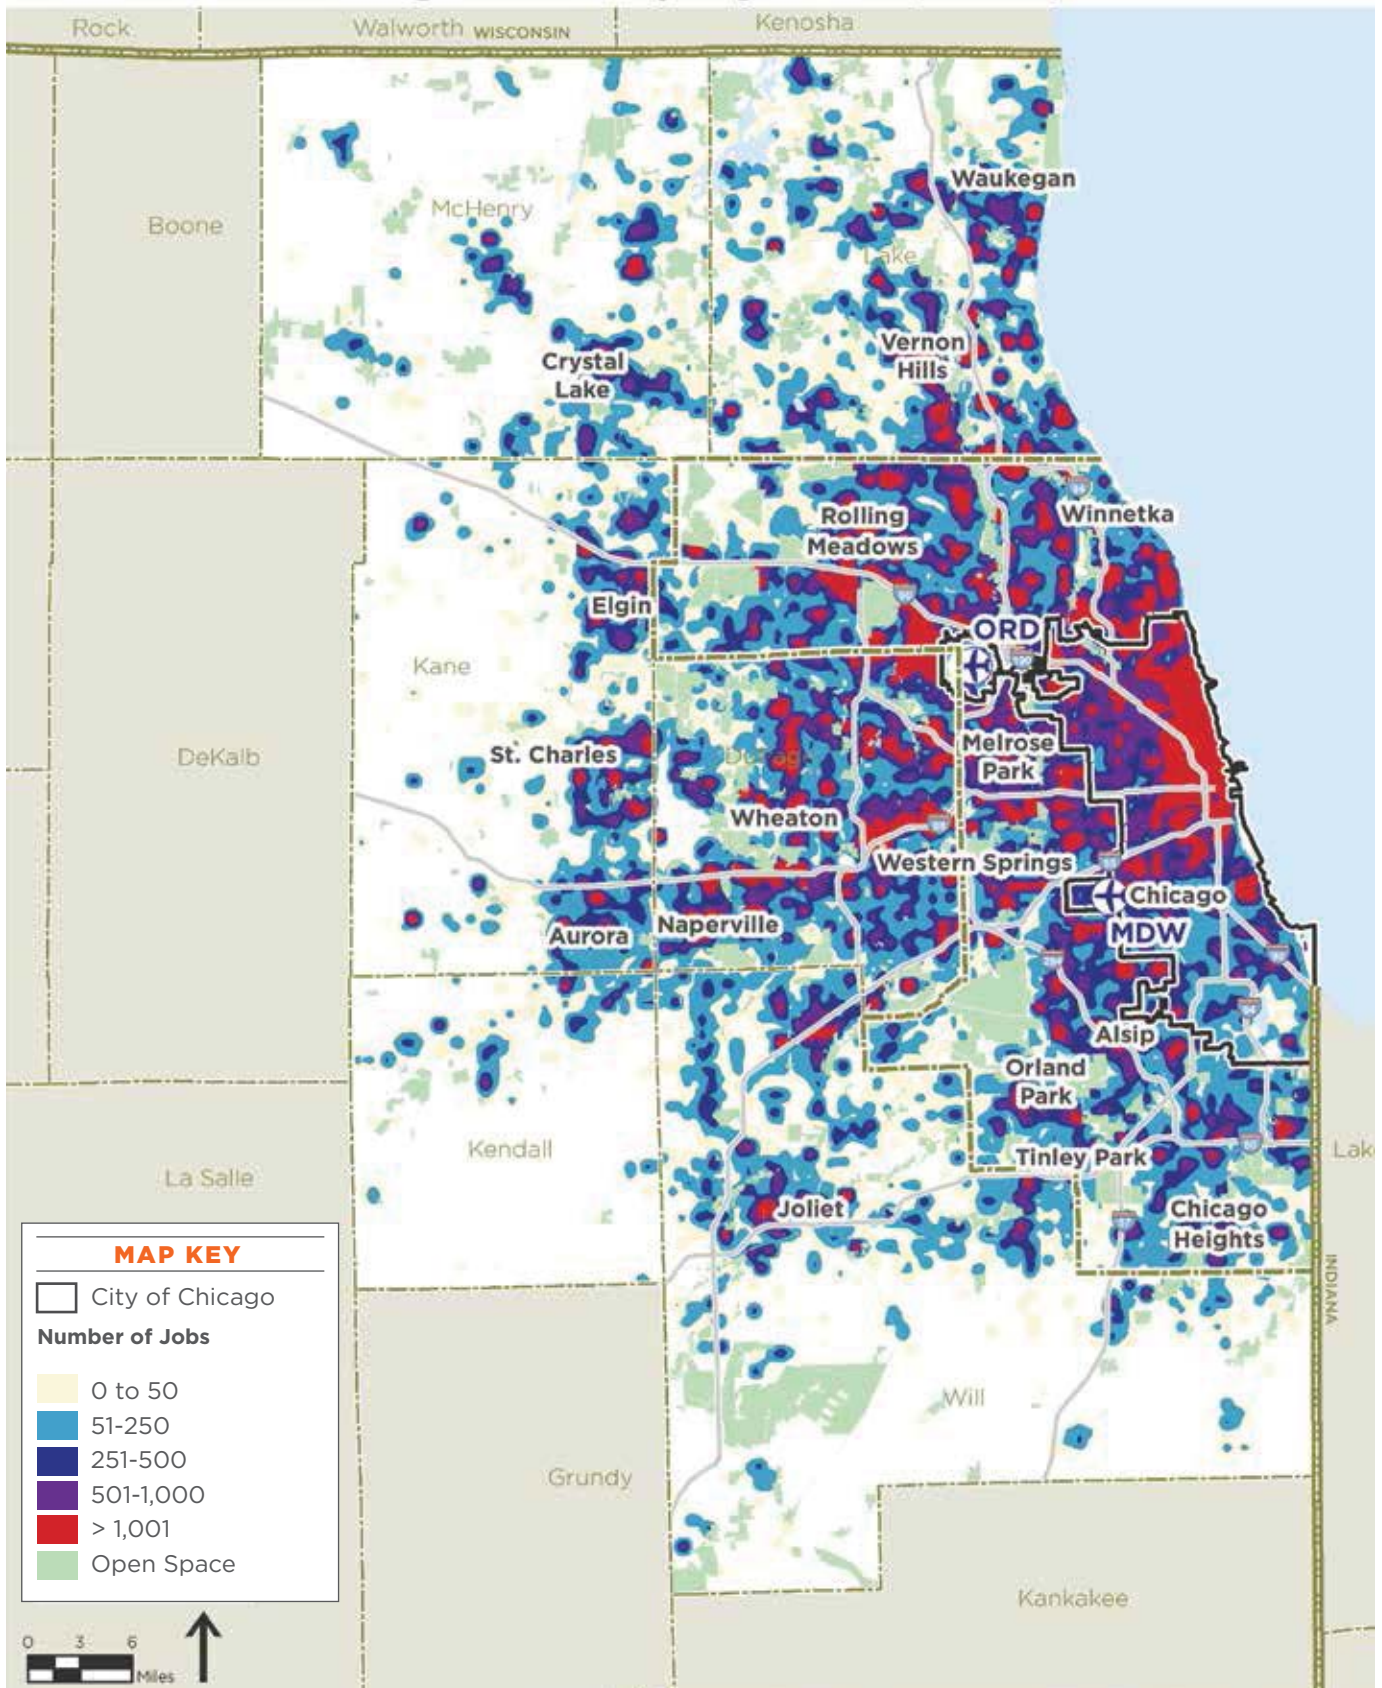 Rock
Walworth
WISCONSIN
Kenosha
Waukegan
McHenry
Boone
Lake
Vernon
Hills
Crystal
Lake
Rolling
Meadows
Winnetka
Elgin
ORD
Kane
DeKalb
St. Charles
Melrose
Park
Wheaton
Western Springs
Chicago
Naperville
Aurora
MDW
Alsip
Orland
Park
Kendall
Tinley Park
Lake
La Salle
Joliet
Chicago
Heights
INDIANA
MAP KEY
City of Chicago
Number of Jobs
0 to 50
51-250
251-500
501-1,000
> 1,001
Open Space
Will
Grundy
Kankakee
0 3 6
Miles